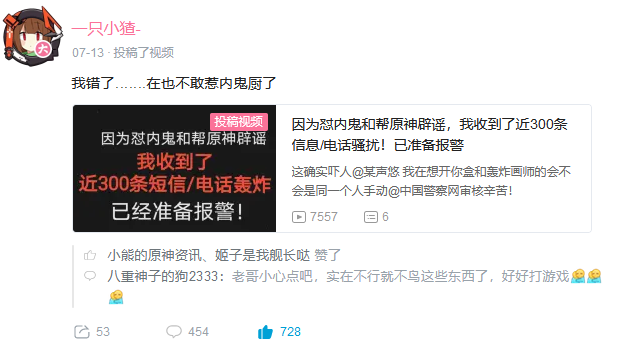 一只小猹-
大
07-13 · 投稿了视频
我错了.......在也不敢惹内鬼厨了
投稿视频
因为怼内鬼和帮原神辟谣
我收到了
近300条短信/电话轰炸
已经准备报警！
因为怼内鬼和帮原神辟谣，我收到了近300条
信息/电话骚扰！已准备报警
这确实吓人@某声悠 我在想开你盒和轰炸画师的会不
会是同一个人手动@中国警察网审核辛苦！
7557 6
小熊的原神资讯、姬子是我舰长哒 赞了
八重神子的狗2333：老哥小心点吧，实在不行就不鸟这些东西了，好好打游戏
53 454 728